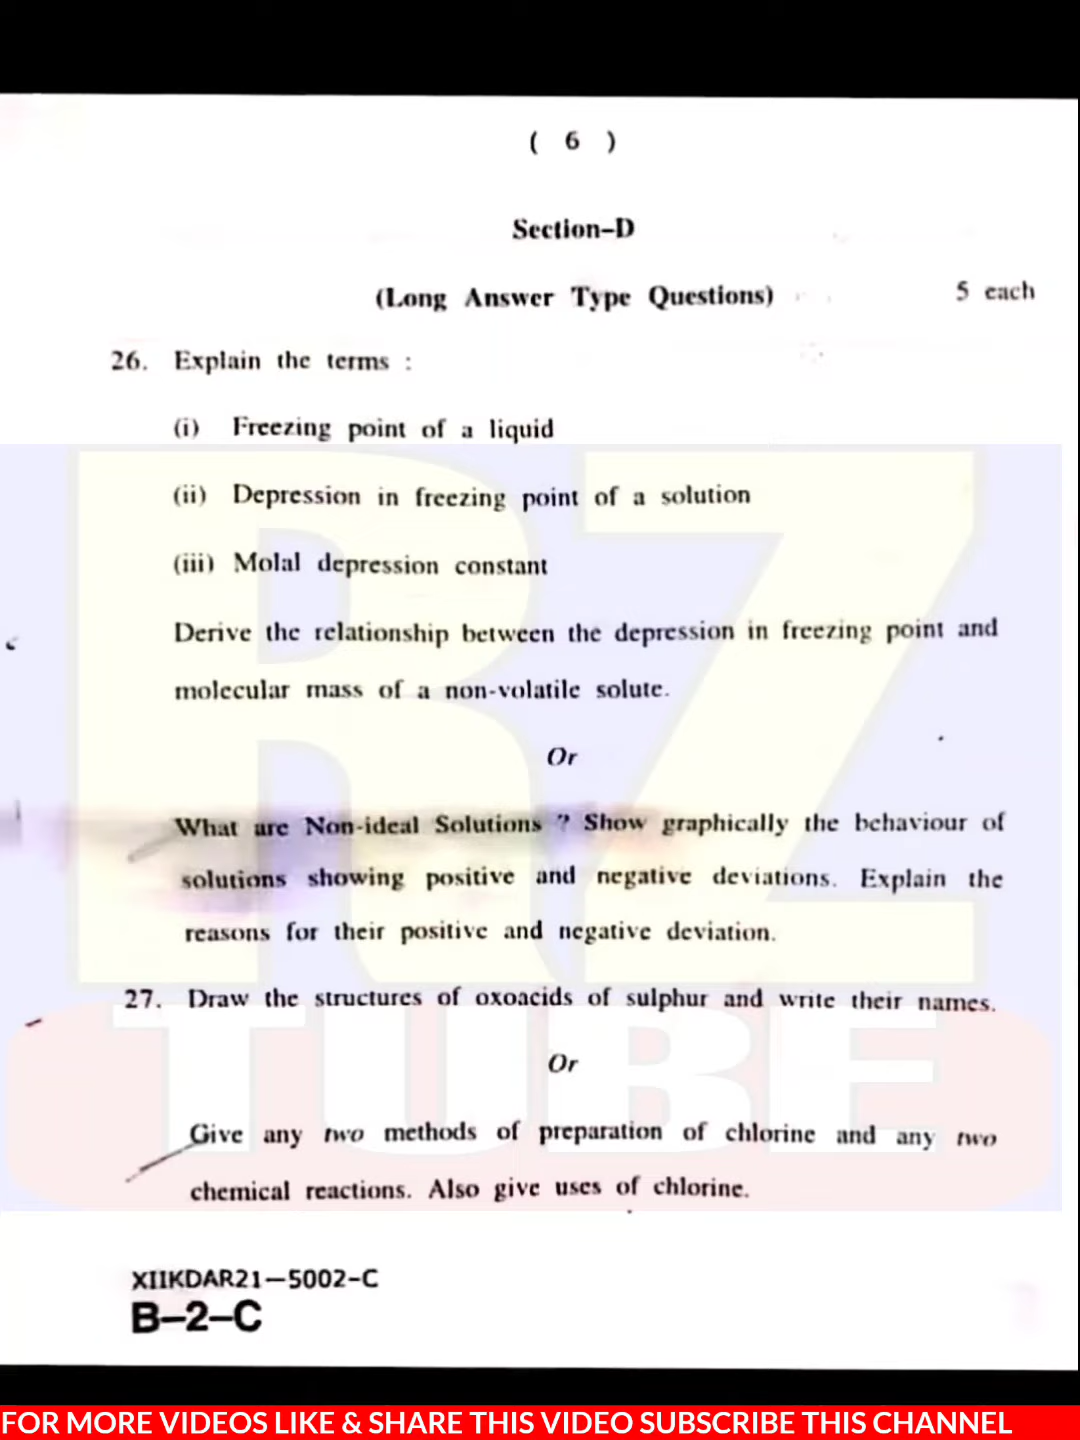 ( 6 )
Section–D
(Long Answer Type Questions) 5 each
26. Explain the terms :
(i) Freezing point of a liquid
(ii) Depression in freezing point of a solution
(iii) Molal depression constant
Derive the relationship between the depression in freezing point and
molecular mass of a non-volatile solute.
Or
What are Non-ideal Solutions ? Show graphically the behaviour of
solutions showing positive and negative deviations. Explain the
reasons for their positive and negative deviation.
27. Draw the structures of oxoacids of sulphur and write their names.
Or
Give any two methods of preparation of chlorine and any two
chemical reactions. Also give uses of chlorine.
XIIKDAR21—5002-C
B—2—C
RZ
TUBE
FOR MORE VIDEOS LIKE & SHARE THIS VIDEO SUBSCRIBE THIS CHANNEL